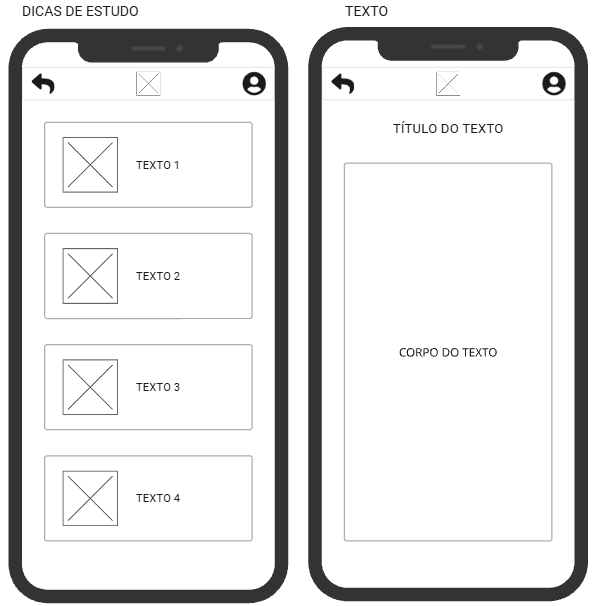 DICAS DE ESTUDO
TEXTO 1
TEXTO 2
TEXTO 3
TEXTO 4
TEXTO
TÍTULO DO TEXTO
CORPO DO TEXTO